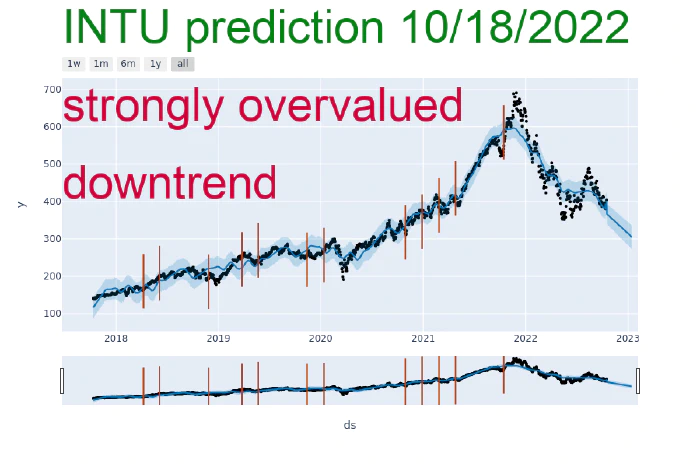 INTU prediction 10/18/2022
1w 1m 6m 1y all
700
strongly overvalued
600
500
downtrend
400
y
300
200
100
2018 2019 2020 2021 2022 2023
ds